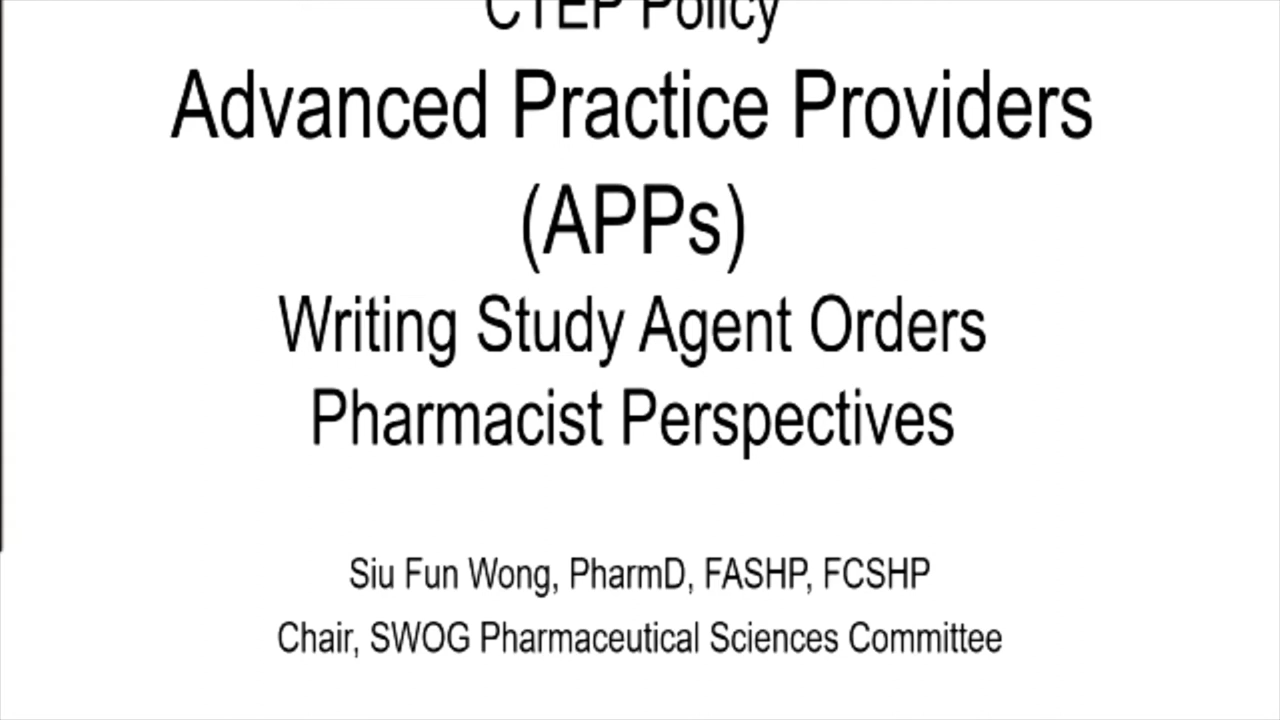 CTEP Policy
Advanced Practice Providers
(APPs)
Writing Study Agent Orders
Pharmacist Perspectives
Siu Fun Wong, PharmD, FASHP, FCSHP
Chair, SWOG Pharmaceutical Sciences Committee